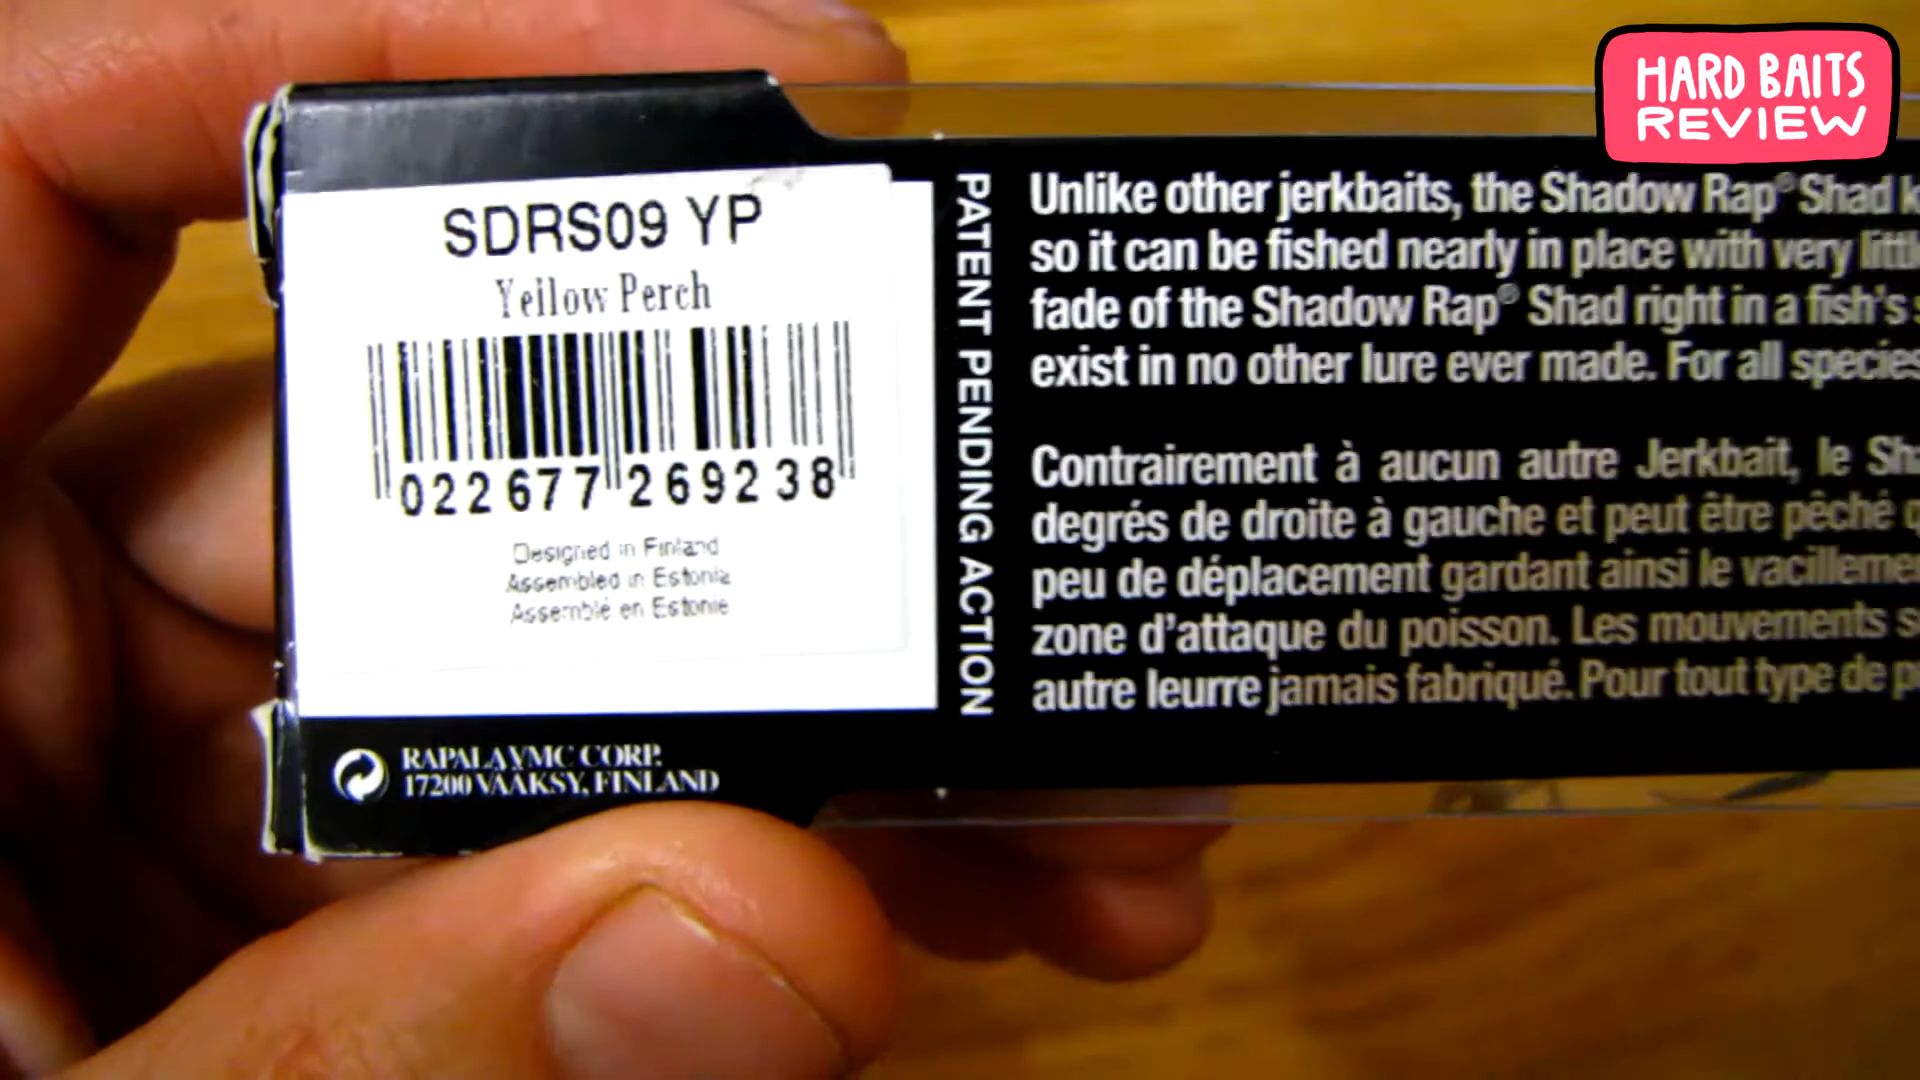 HARD BAITS
REVIEW
SDRS09 YP
Yellow Perch
022677 269238
Designed in Finland
Assembled in Estonia
Assemblé en Estonie
RAPALA VMC CORP.
17200 VÄÄKSY, FINLAND
PATENT PENDING ACTION
Unlike other jerkbaits, the Shadow Rap® Shad
so it can be fished nearly in place with very
fade of the Shadow Rap® Shad right in a fish's
exist in no other lure ever made. For all species
Contrairement à aucun autre Jerkbait, le
degrés de droite à gauche et peut être pêché
peu de déplacement gardant ainsi le
zone d'attaque du poisson. Les mouvements
autre leurre jamais fabriqué. Pour tout type de